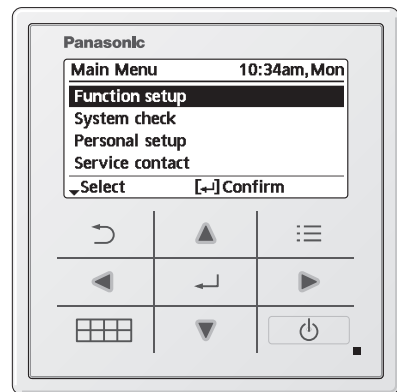 Panasonic
Main Menu 10:34am,Mon
Function setup
System check
Personal setup
Service contact
Select [↵]Confirm